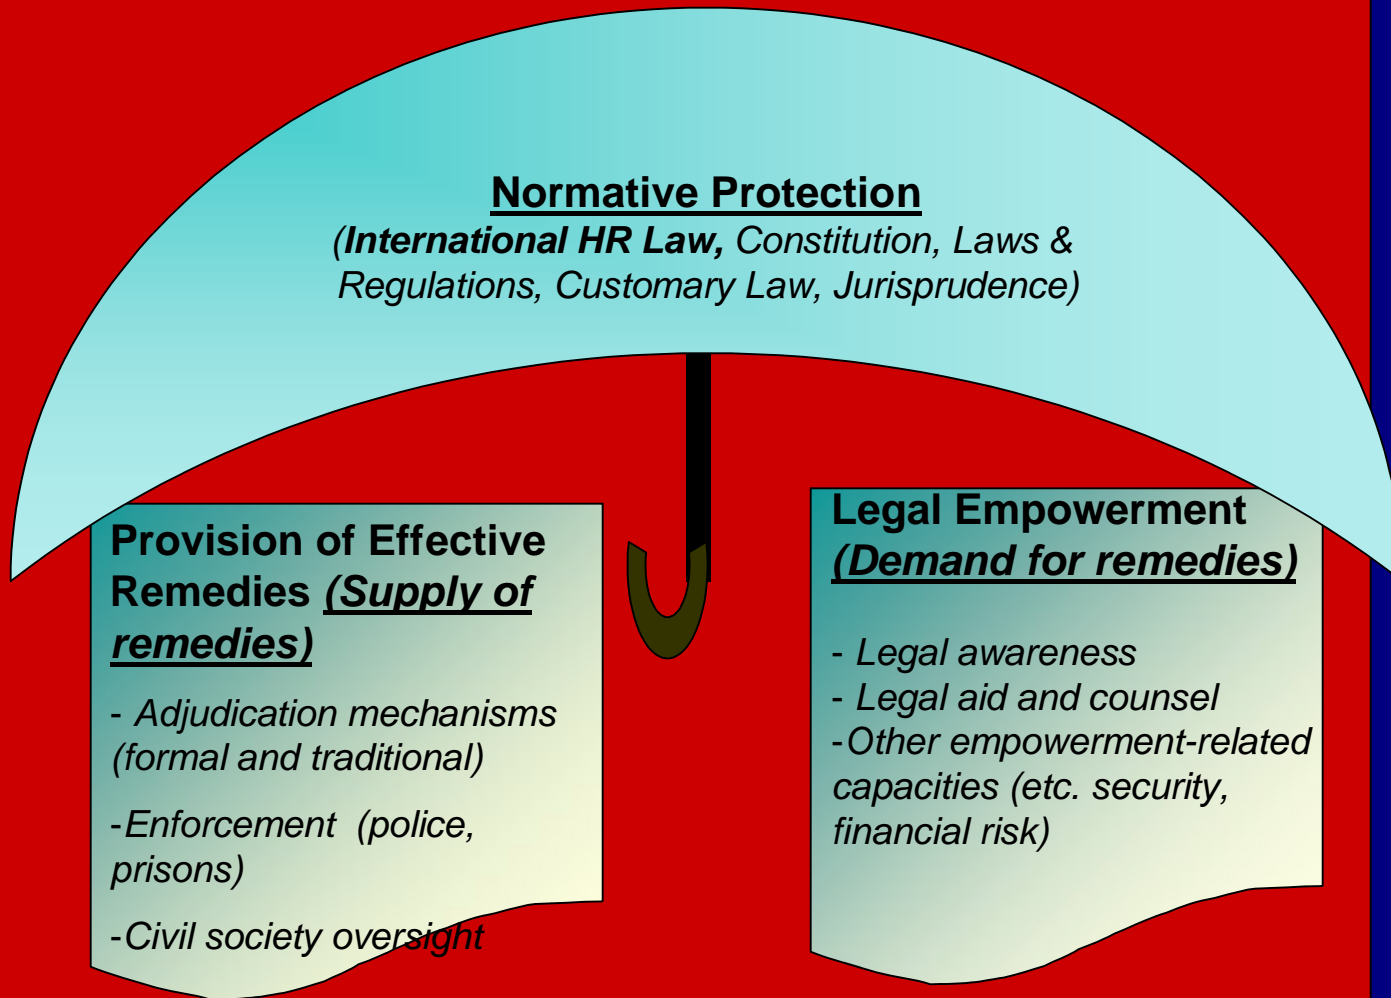 Normative Protection
(International HR Law, Constitution, Laws &
Regulations, Customary Law, Jurisprudence)
Provision of Effective
Remedies (Supply of
remedies)
- Adjudication mechanisms
(formal and traditional)
-Enforcement  (police,
prisons)
-Civil society oversight
Legal Empowerment
(Demand for remedies)
- Legal awareness
- Legal aid and counsel
-Other empowerment-related
capacities (etc. security,
financial risk)